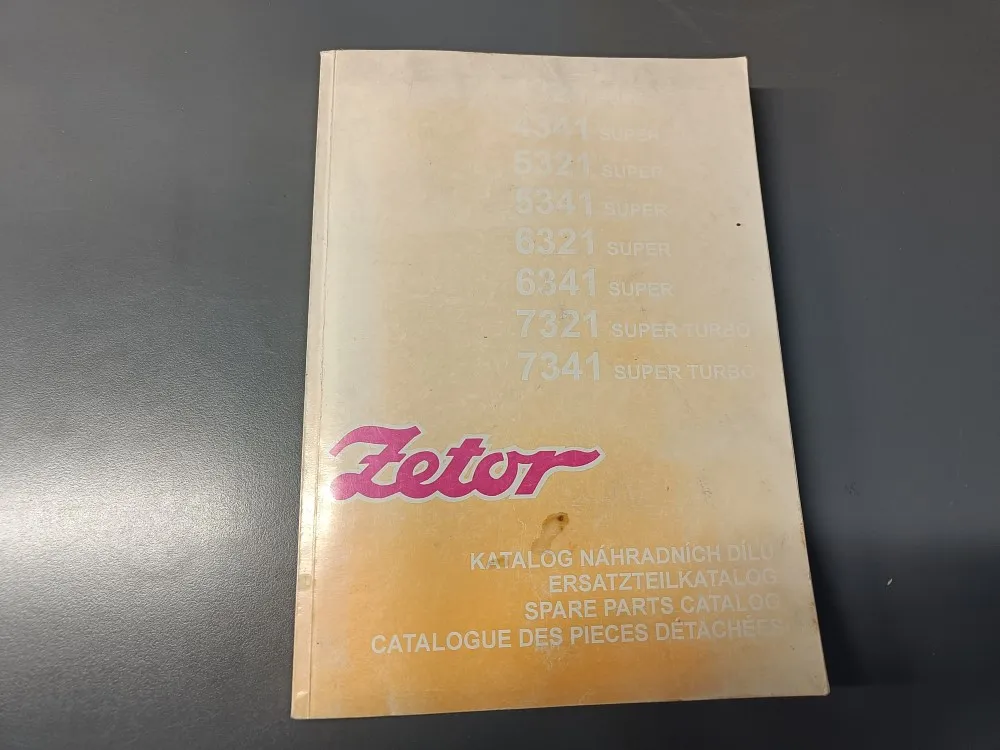 4341 SUPER
5321 SUPER
5341 SUPER
6321 SUPER
6341 SUPER
7321 SUPER TURBO
7341 SUPER TURBO
Zetor
KATALOG NÁHRADNÍCH DÍLŮ
ERSATZTEILKATALOG
SPARE PARTS CATALOG
CATALOGUE DES PIECES DÉTACHÉES